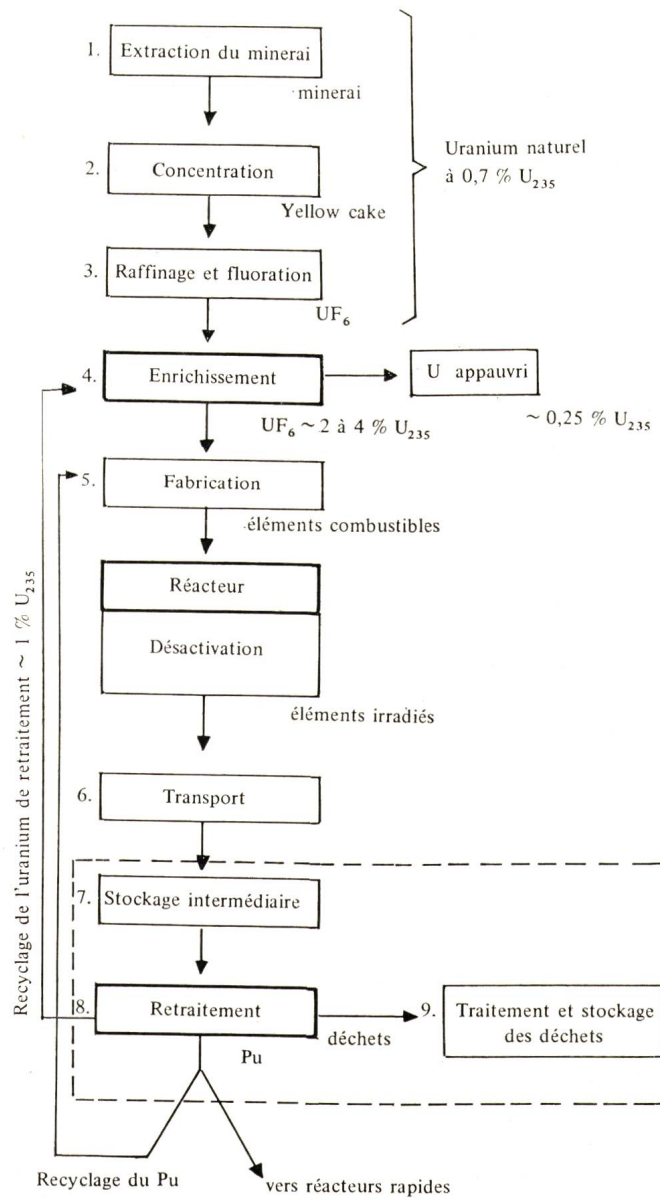 1. Extraction du minerai
minerai
2. Concentration
Yellow cake
3. Raffinage et fluoration
UF₆
Uranium naturel
à 0,7 % U₂₃₅
4. Enrichissement
U appauvri
UF₆ ~ 2 à 4 % U₂₃₅
~ 0,25 % U₂₃₅
5. Fabrication
éléments combustibles
Réacteur
Désactivation
éléments irradiés
6. Transport
7. Stockage intermédiaire
8. Retraitement
déchets
9. Traitement et stockage
des déchets
Pu
Recyclage du Pu
vers réacteurs rapides
Recyclage de l'uranium de retraitement ~ 1 % U₂₃₅